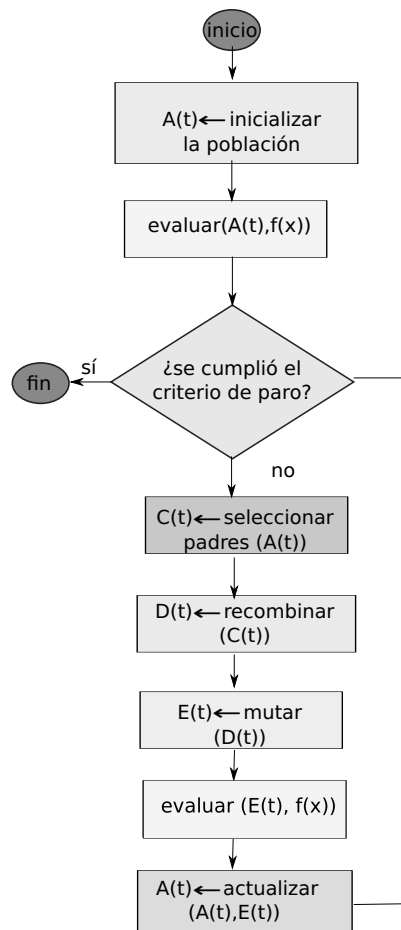 inicio
A(t)← inicializar
la población
evaluar(A(t),f(x))
¿se cumplió el
criterio de paro?
sí
fin
no
C(t)← seleccionar
padres (A(t))
D(t)← recombinar
(C(t))
E(t)← mutar
(D(t))
evaluar (E(t), f(x))
A(t)← actualizar
(A(t),E(t))